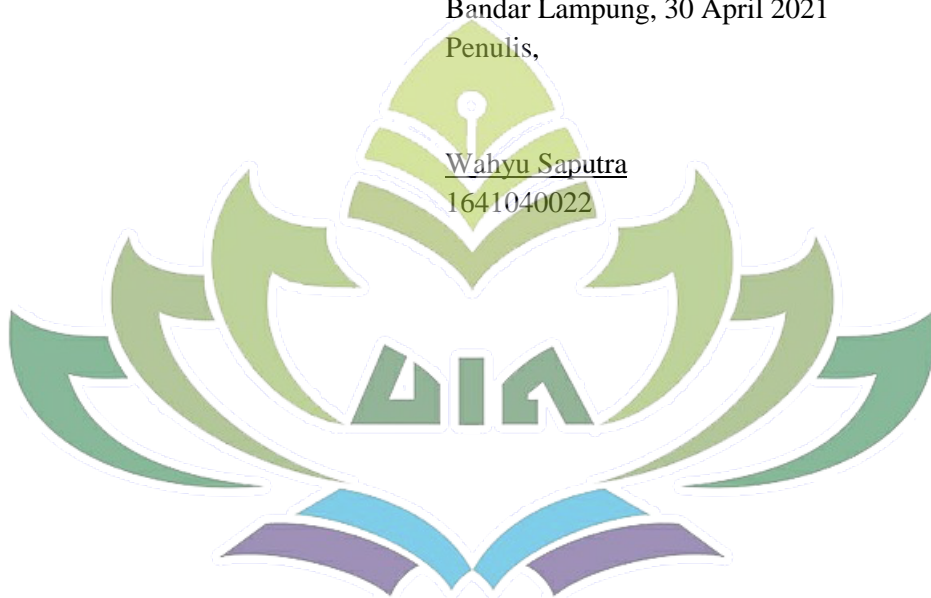 Bandar Lampung, 30 April 2021
Penulis,
Wahyu Saputra
1641040022
UIN